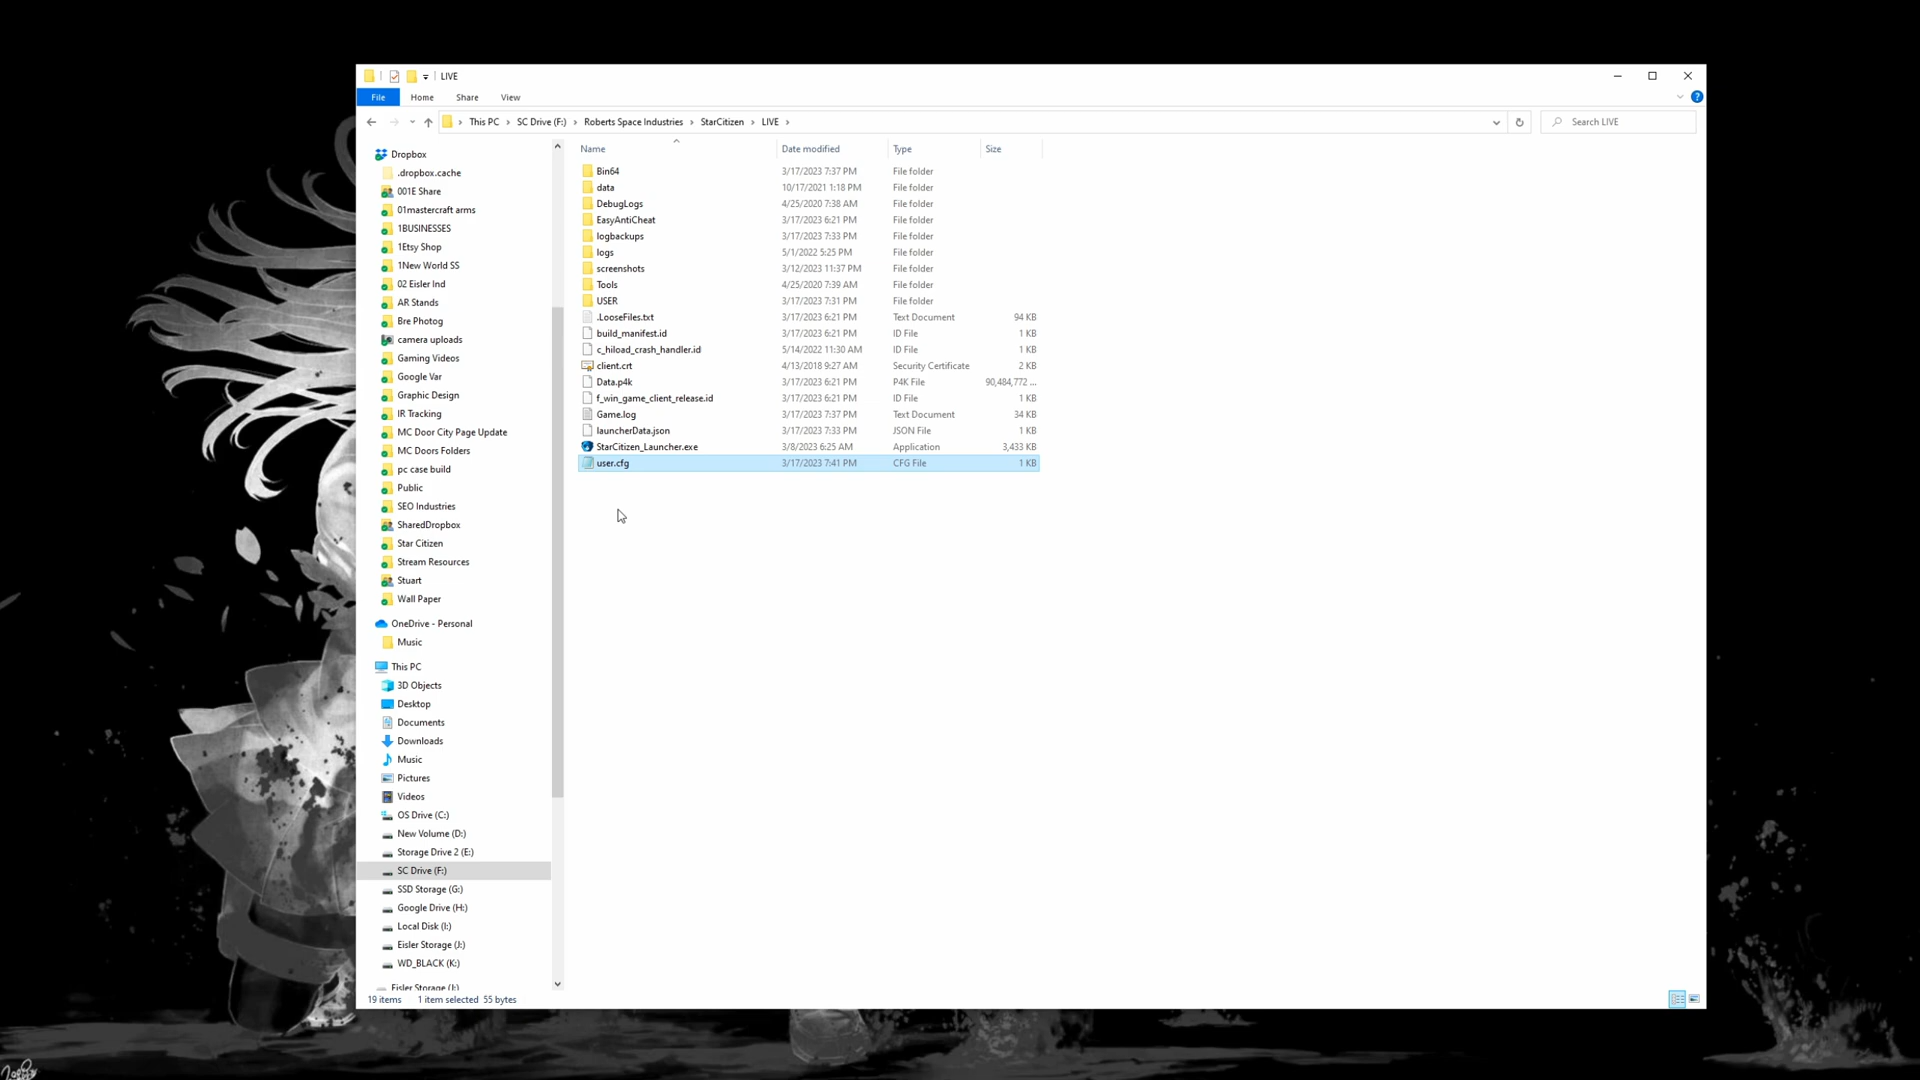 LIVE
File Home Share View
This PC SC Drive (F:) Roberts Space Industries StarCitizen LIVE Search LIVE
Name Date modified Type Size
Dropbox
.dropbox.cache
001E Share
01mastercraft arms
1BUSINESSES
1Etsy Shop
1New World SS
02 Eisler Ind
AR Stands
Bre Photog
camera uploads
Gaming Videos
Google Var
Graphic Design
IR Tracking
MC Door City Page Update
MC Doors Folders
pc case build
Public
SEO Industries
SharedDropbox
Star Citizen
Stream Resources
Stuart
Wall Paper
OneDrive - Personal
Music
This PC
3D Objects
Desktop
Documents
Downloads
Music
Pictures
Videos
OS Drive (C:)
New Volume (D:)
Storage Drive 2 (E:)
SC Drive (F:)
SSD Storage (G:)
Google Drive (H:)
Local Disk (I:)
Eisler Storage (J:)
WD_BLACK (K:)
Bin64 3/17/2023 7:37 PM File folder
data 10/17/2021 1:18 PM File folder
DebugLogs 4/25/2020 7:38 AM File folder
EasyAntiCheat 3/17/2023 6:21 PM File folder
logbackups 3/17/2023 7:33 PM File folder
logs 5/1/2022 5:25 PM File folder
screenshots 3/12/2023 11:37 PM File folder
Tools 4/25/2020 7:39 AM File folder
USER 3/17/2023 7:31 PM File folder
.LooseFiles.txt 3/17/2023 6:21 PM Text Document 94 KB
build_manifest.id 3/17/2023 6:21 PM ID File 1 KB
c_hiload_crash_handler.id 5/14/2022 11:30 AM ID File 1 KB
client.crt 4/13/2018 9:27 AM Security Certificate 2 KB
Data.p4k 3/17/2023 6:21 PM P4K File 90,484,772 ...
f_win_game_client_release.id 3/17/2023 6:21 PM ID File 1 KB
Game.log 3/17/2023 7:37 PM Text Document 34 KB
launcherData.json 3/17/2023 7:33 PM JSON File 1 KB
StarCitizen_Launcher.exe 3/8/2023 6:25 AM Application 3,433 KB
user.cfg 3/17/2023 7:41 PM CFG File 1 KB
19 items 1 item selected 55 bytes